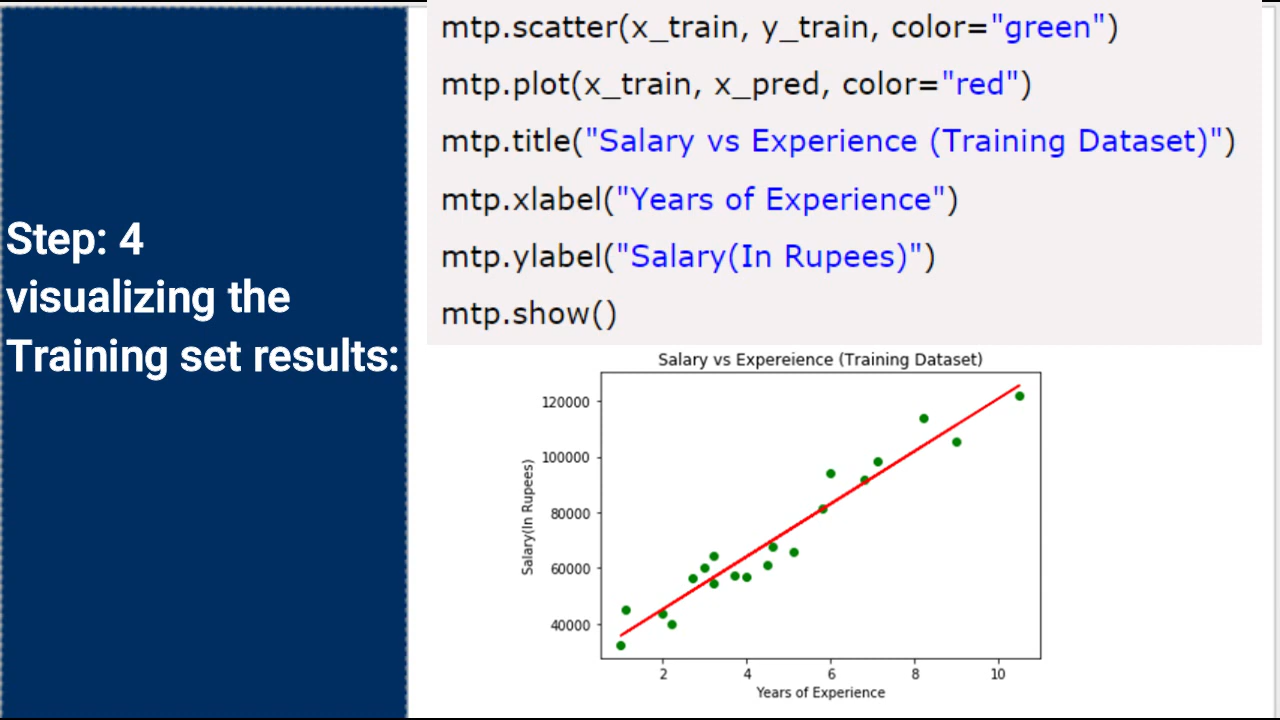 Step: 4
visualizing the
Training set results:
mtp.scatter(x_train, y_train, color="green")
mtp.plot(x_train, x_pred, color="red")
mtp.title("Salary vs Experience (Training Dataset)")
mtp.xlabel("Years of Experience")
mtp.ylabel("Salary(In Rupees)")
mtp.show()
Salary vs Expereience (Training Dataset)
Salary(In Rupees)
120000
100000
80000
60000
40000
2 4 6 8 10
Years of Experience